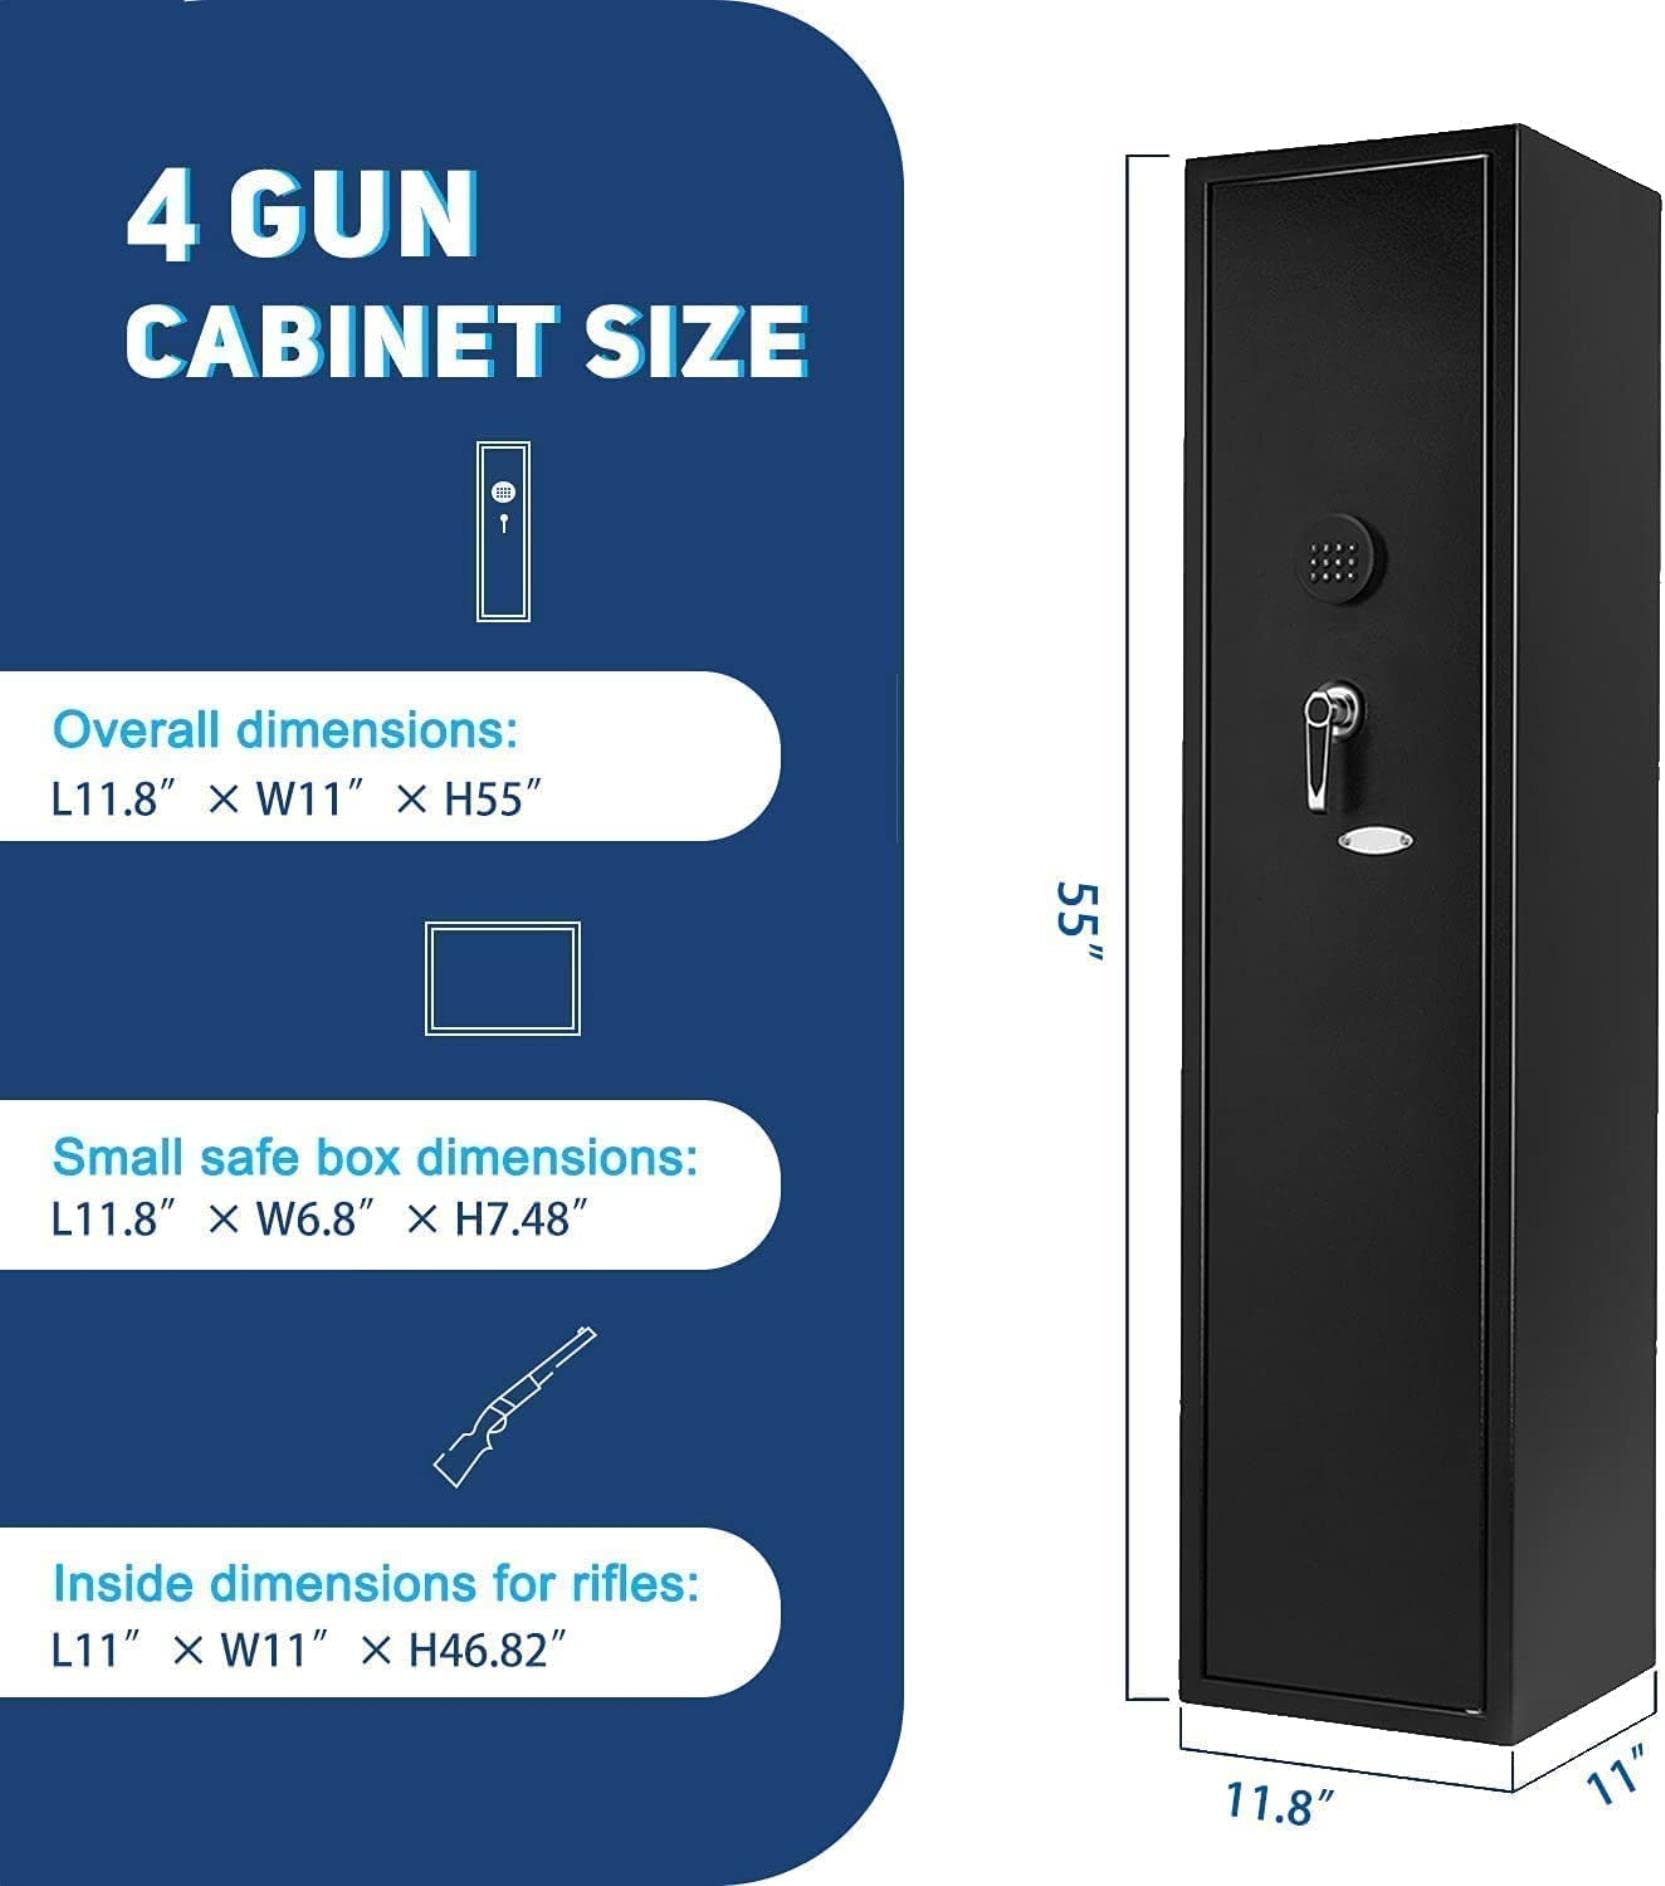 4 GUN
CABINET SIZE
Overall dimensions:
L11.8″ × W11″ × H55″
Small safe box dimensions:
L11.8″ × W6.8″ × H7.48″
Inside dimensions for rifles:
L11″ × W11″ × H46.82″
55″
11.8″
11″